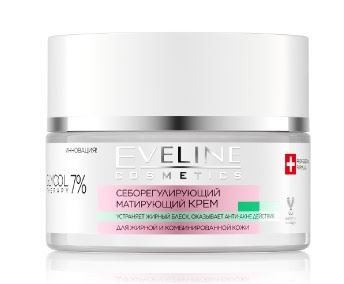 ИННОВАЦИЯ!
GLYCOL 7%
THERAPY
EVELINE
COSMETICS
СЕБОРЕГУЛИРУЮЩИЙ
МАТИРУЮЩИЙ КРЕМ
УСТРАНЯЕТ ЖИРНЫЙ БЛЕСК, ОКАЗЫВАЕТ АНТИ-АКНЕ ДЕЙСТВИЕ
ДЛЯ ЖИРНОЙ И КОМБИНИРОВАННОЙ КОЖИ